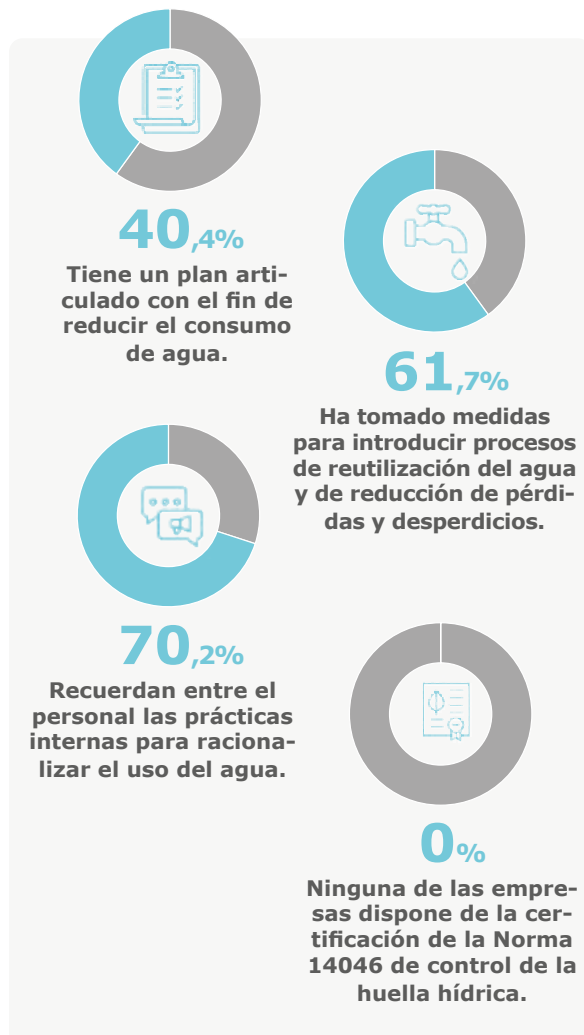 40,4%
Tiene un plan arti-
culado con el fin de
reducir el consumo
de agua.
61,7%
Ha tomado medidas
para introducir procesos
de reutilización del agua
y de reducción de pérdi-
das y desperdicios.
70,2%
Recuerdan entre el
personal las prácticas
internas para raciona-
lizar el uso del agua.
0%
Ninguna de las empre-
sas dispone de la cer-
tificación de la Norma
14046 de control de la
huella hídrica.